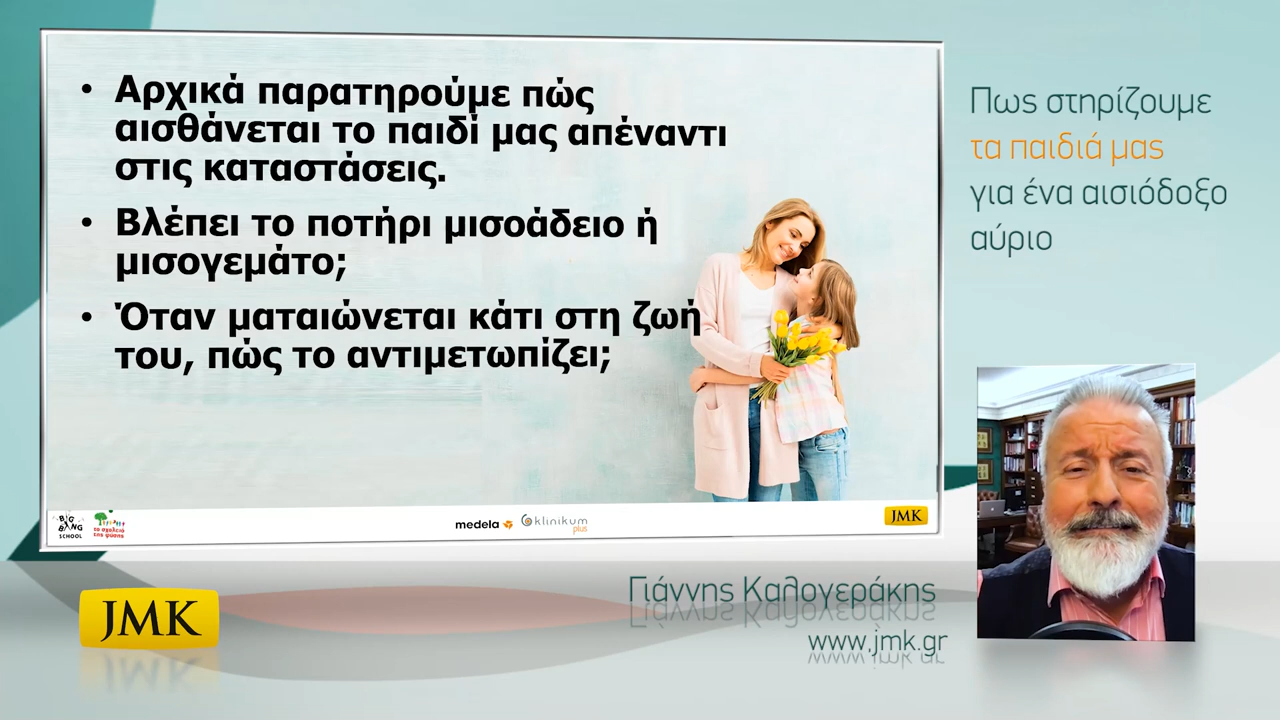 • Αρχικά παρατηρούμε πώς
αισθάνεται το παιδί μας απέναντι
στις καταστάσεις.
• Βλέπει το ποτήρι μισοάδειο ή
μισογεμάτο;
• Όταν ματαιώνεται κάτι στη ζωή
του, πώς το αντιμετωπίζει;
BIG
BANG
SCHOOL
το σχολειό
της φύσης
medela
klinikum
plus
JMK
Πως στηρίζουμε
τα παιδιά μας
για ένα αισιόδοξο
αύριο
JMK
Γιάννης Καλογεράκης
www.jmk.gr